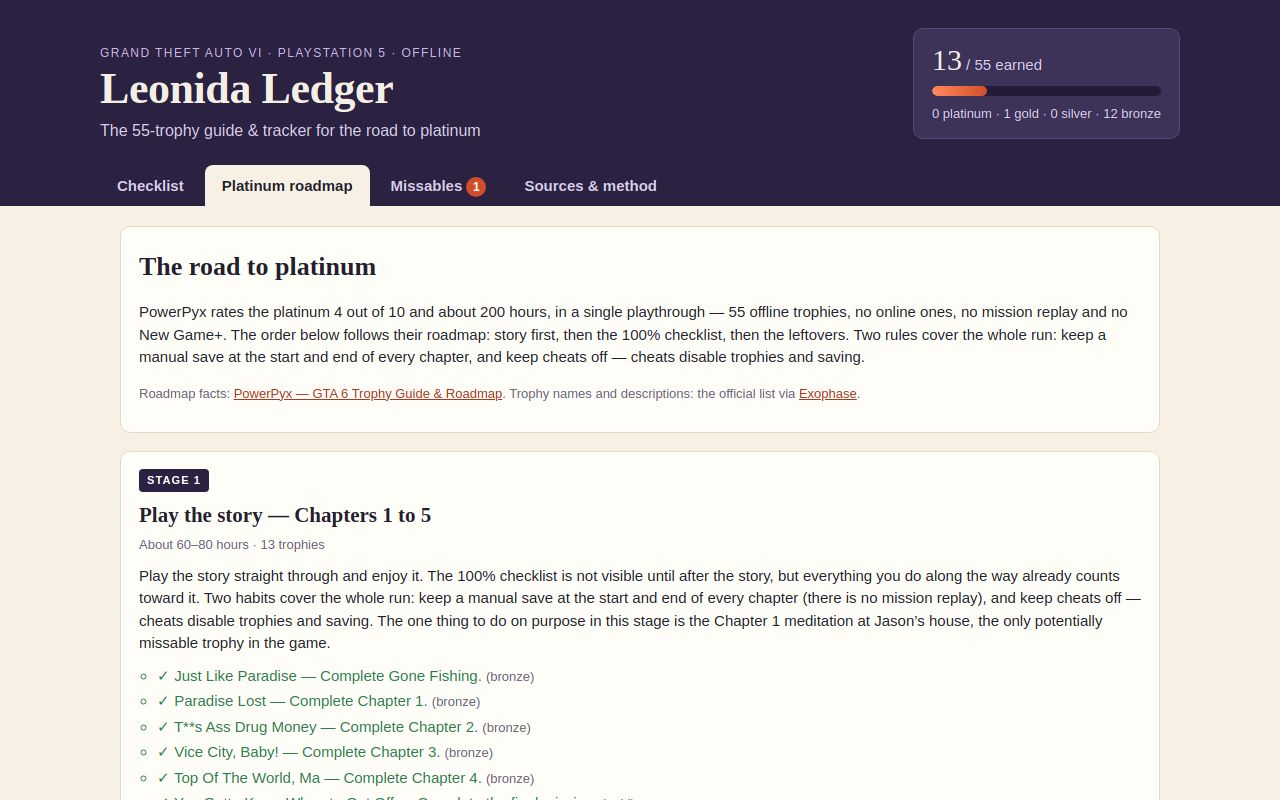 GRAND THEFT AUTO VI · PLAYSTATION 5 · OFFLINE
Leonida Ledger
The 55-trophy guide & tracker for the road to platinum
13 / 55 earned
0 platinum · 1 gold · 0 silver · 12 bronze
Checklist
Platinum roadmap
Missables 1
Sources & method
The road to platinum
PowerPyx rates the platinum 4 out of 10 and about 200 hours, in a single playthrough — 55 offline trophies, no online ones, no mission replay and no
New Game+. The order below follows their roadmap: story first, then the 100% checklist, then the leftovers. Two rules cover the whole run: keep a
manual save at the start and end of every chapter, and keep cheats off — cheats disable trophies and saving.
Roadmap facts: PowerPyx — GTA 6 Trophy Guide & Roadmap. Trophy names and descriptions: the official list via Exophase.
STAGE 1
Play the story — Chapters 1 to 5
About 60–80 hours · 13 trophies
Play the story straight through and enjoy it. The 100% checklist is not visible until after the story, but everything you do along the way already counts
toward it. Two habits cover the whole run: keep a manual save at the start and end of every chapter (there is no mission replay), and keep cheats off —
cheats disable trophies and saving. The one thing to do on purpose in this stage is the Chapter 1 meditation at Jason’s house, the only potentially
missable trophy in the game.
✓ Just Like Paradise — Complete Gone Fishing. (bronze)
✓ Paradise Lost — Complete Chapter 1. (bronze)
✓ T**s Ass Drug Money — Complete Chapter 2. (bronze)
✓ Vice City, Baby! — Complete Chapter 3. (bronze)
✓ Top Of The World, Ma — Complete Chapter 4. (bronze)